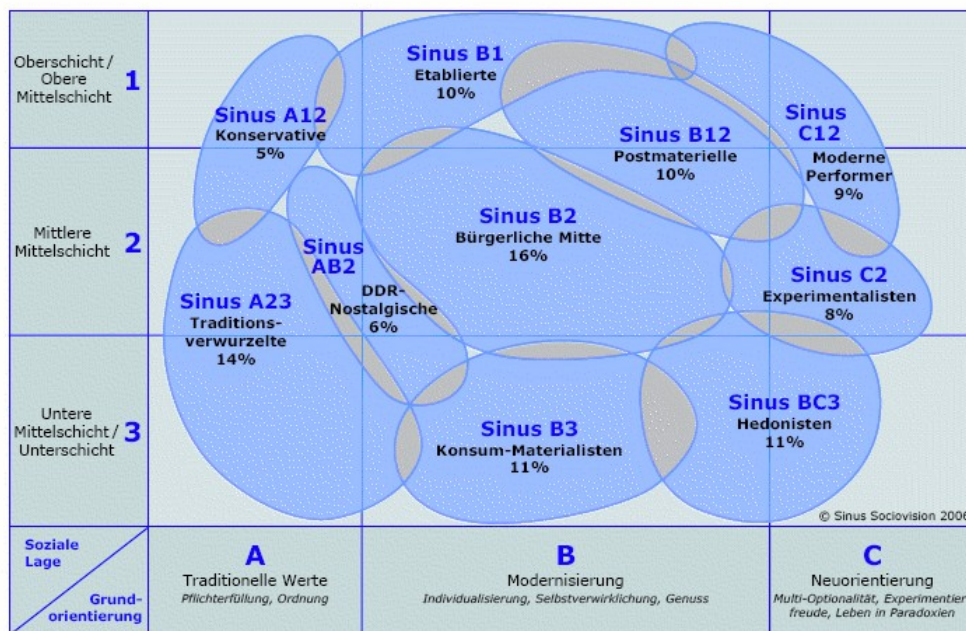 Oberschicht /
Obere
Mittelschicht
1
Mittlere
Mittelschicht
2
Untere
Mittelschicht /
Unterschicht
3
Sinus A12
Konservative
5%
Sinus B1
Etablierte
10%
Sinus B12
Postmaterielle
10%
Sinus
C12
Moderne
Performer
9%
Sinus A23
Traditions-
verwurzelte
14%
Sinus
AB2
DDR-
Nostalgische
6%
Sinus B2
Bürgerliche Mitte
16%
Sinus C2
Experimentalisten
8%
Sinus B3
Konsum-Materialisten
11%
Sinus BC3
Hedonisten
11%
© Sinus Sociovision 2006
Soziale
Lage
Grund-
orientierung
A
Traditionelle Werte
Pflichterfüllung, Ordnung
B
Modernisierung
Individualisierung, Selbstverwirklichung, Genuss
C
Neuorientierung
Multi-Optionalität, Experimentier-
freude, Leben in Paradoxien